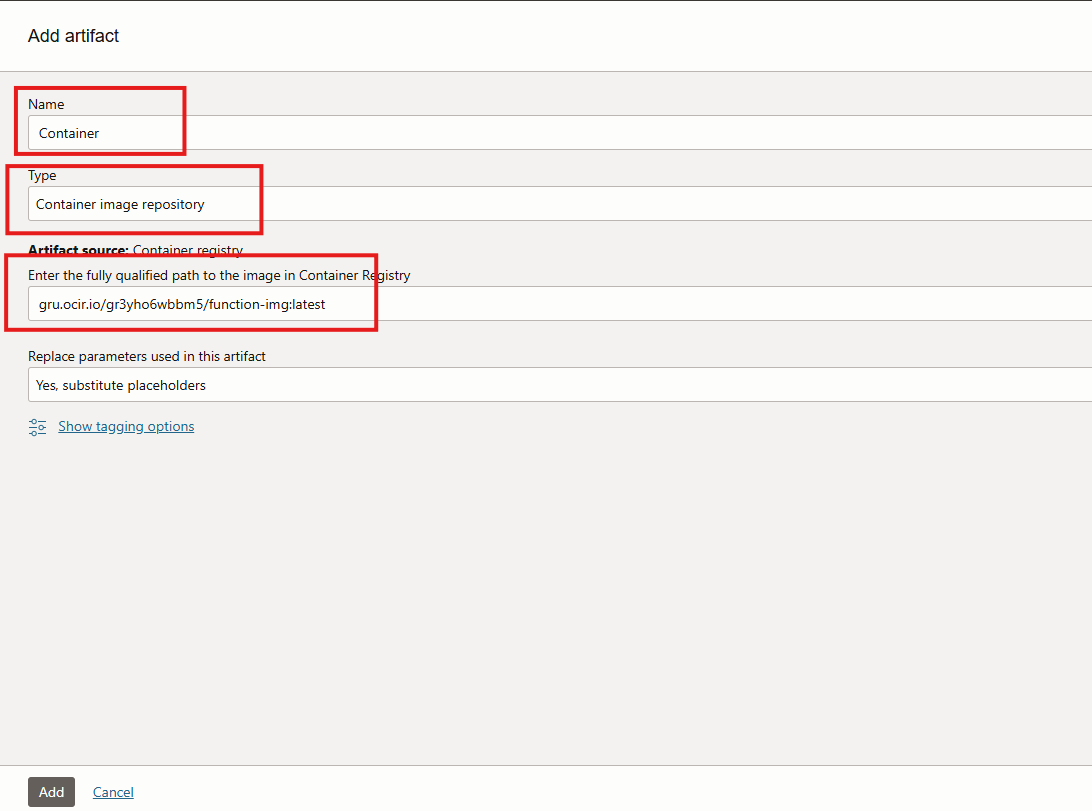 Add artifact
Name
Container
Type
Container image repository
Artifact source: Container registry
Enter the fully qualified path to the image in Container Registry
gru.ocir.io/gr3yho6wbbm5/function-img:latest
Replace parameters used in this artifact
Yes, substitute placeholders
Show tagging options
Add Cancel